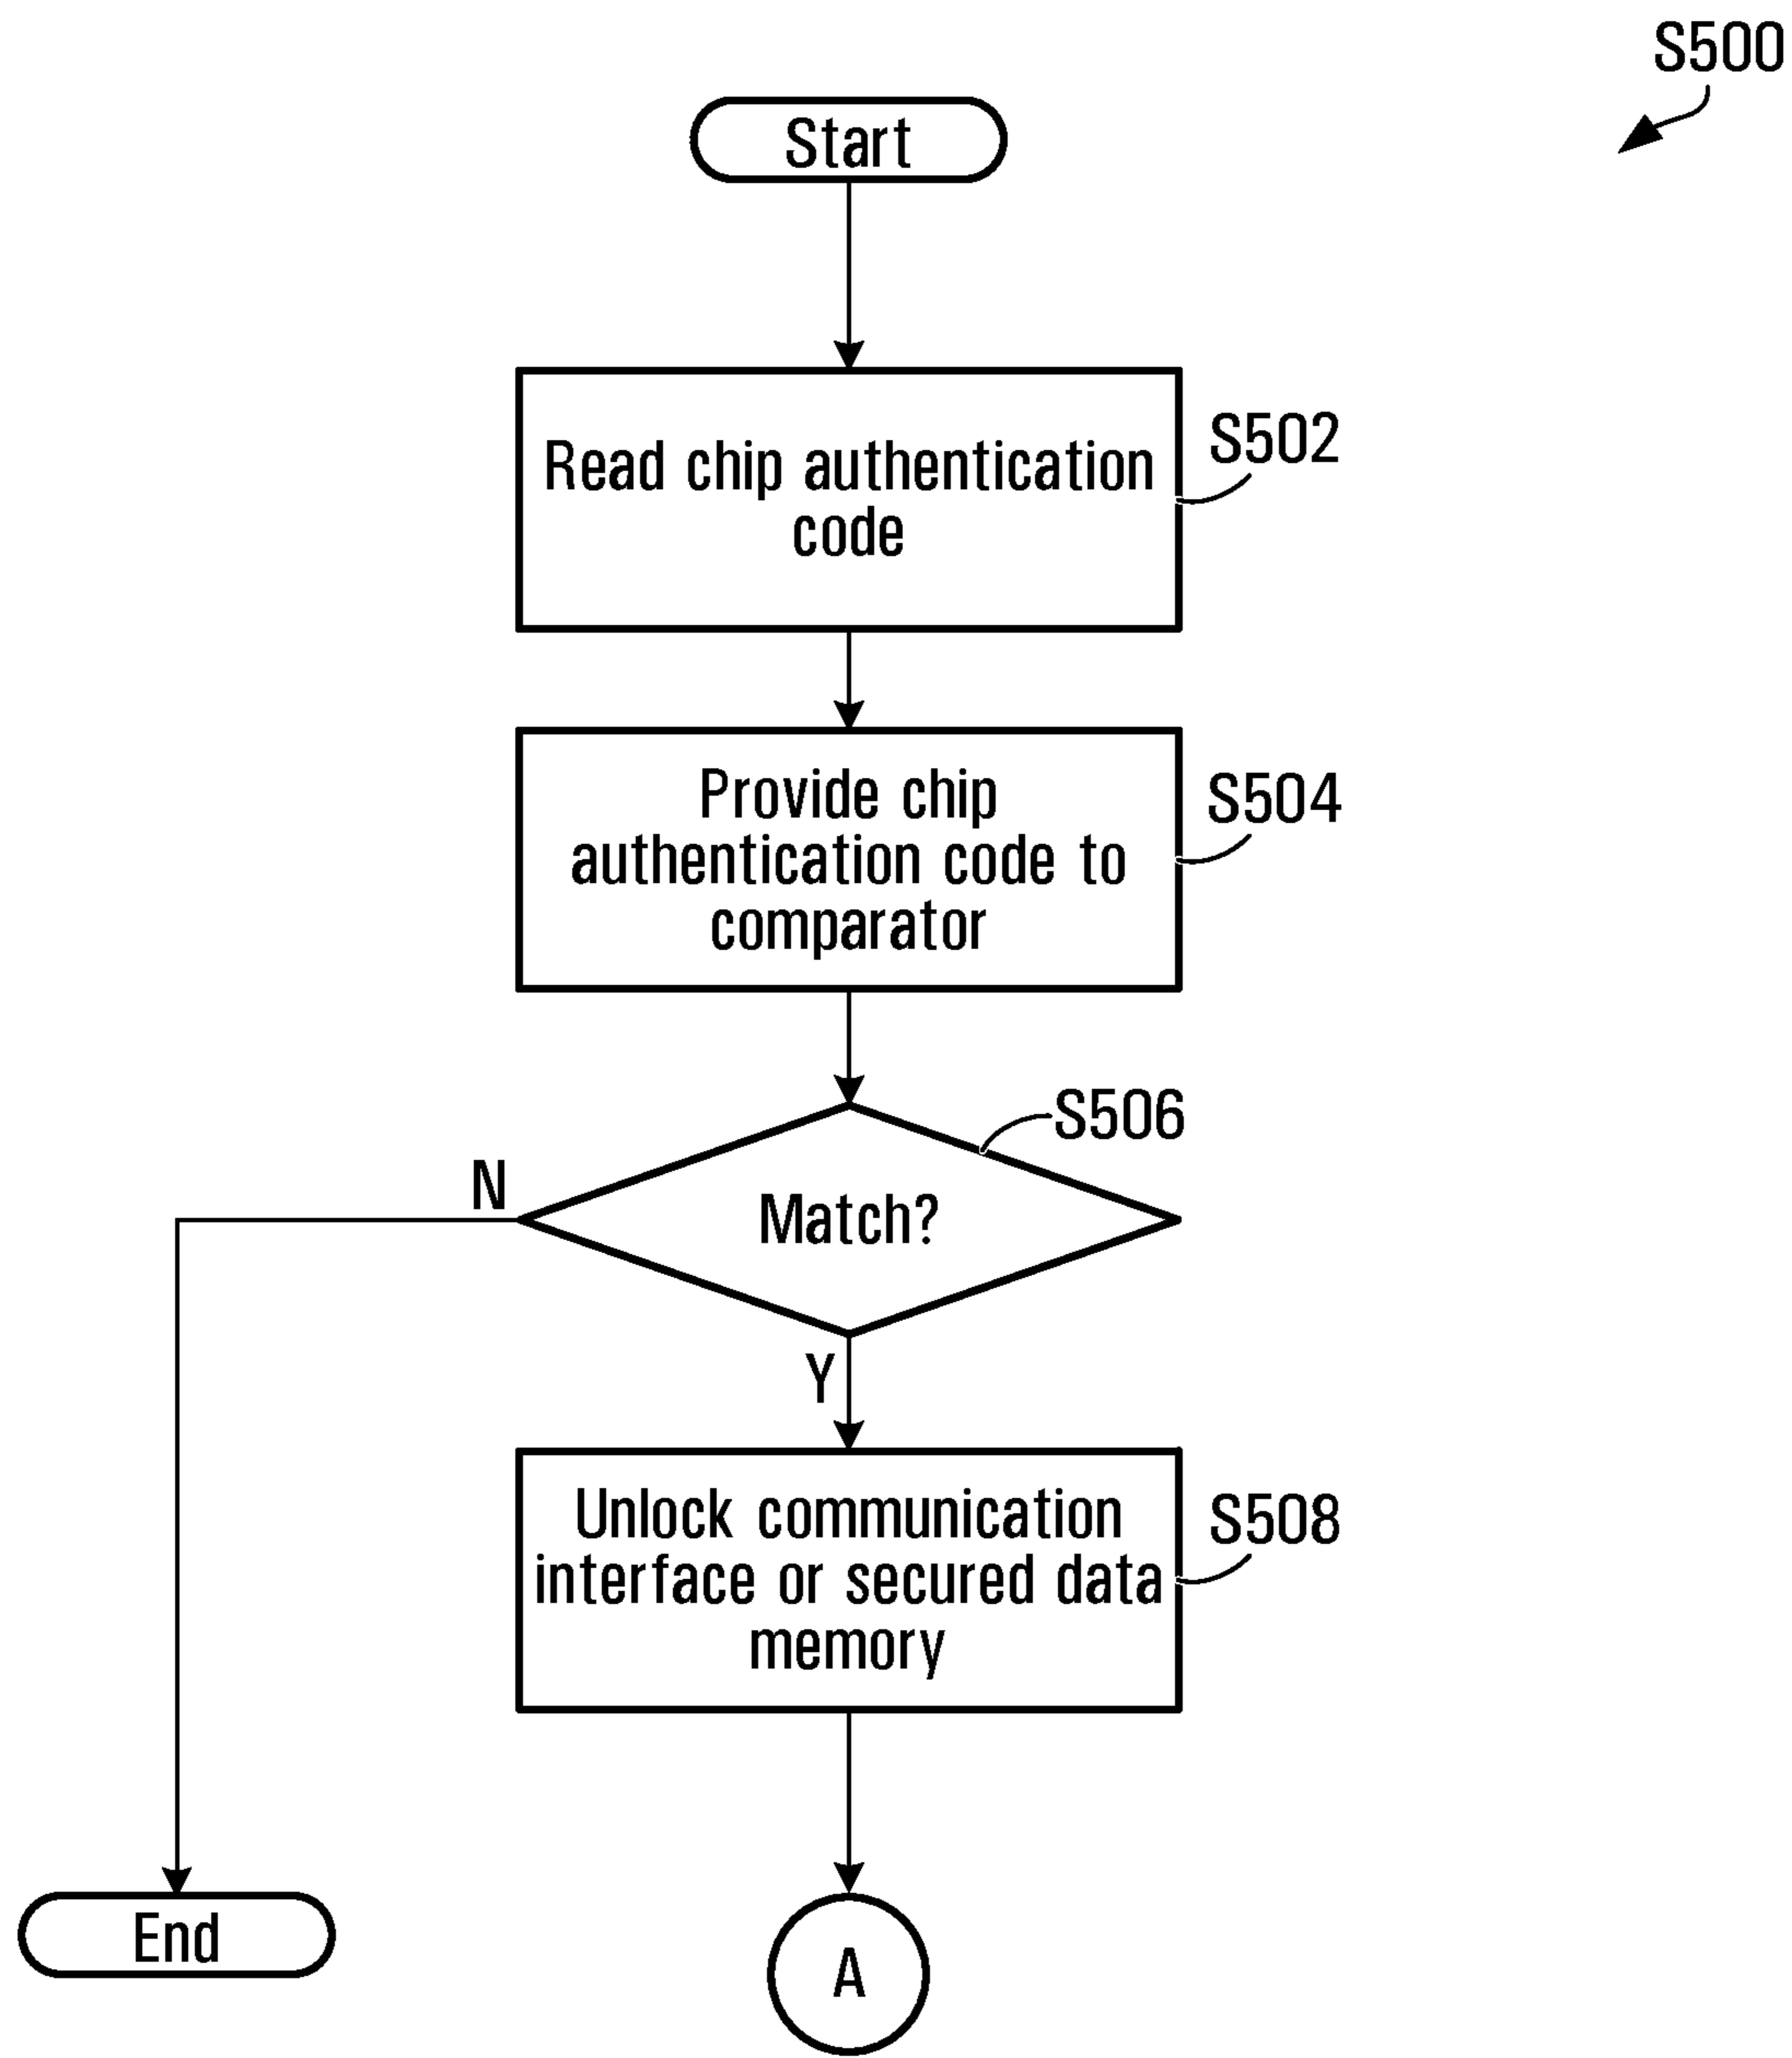 S500
Start
Read chip authentication
code
S502
Provide chip
authentication code to
comparator
S504
S506
Match?
N
Y
Unlock communication
interface or secured data
memory
S508
End
A